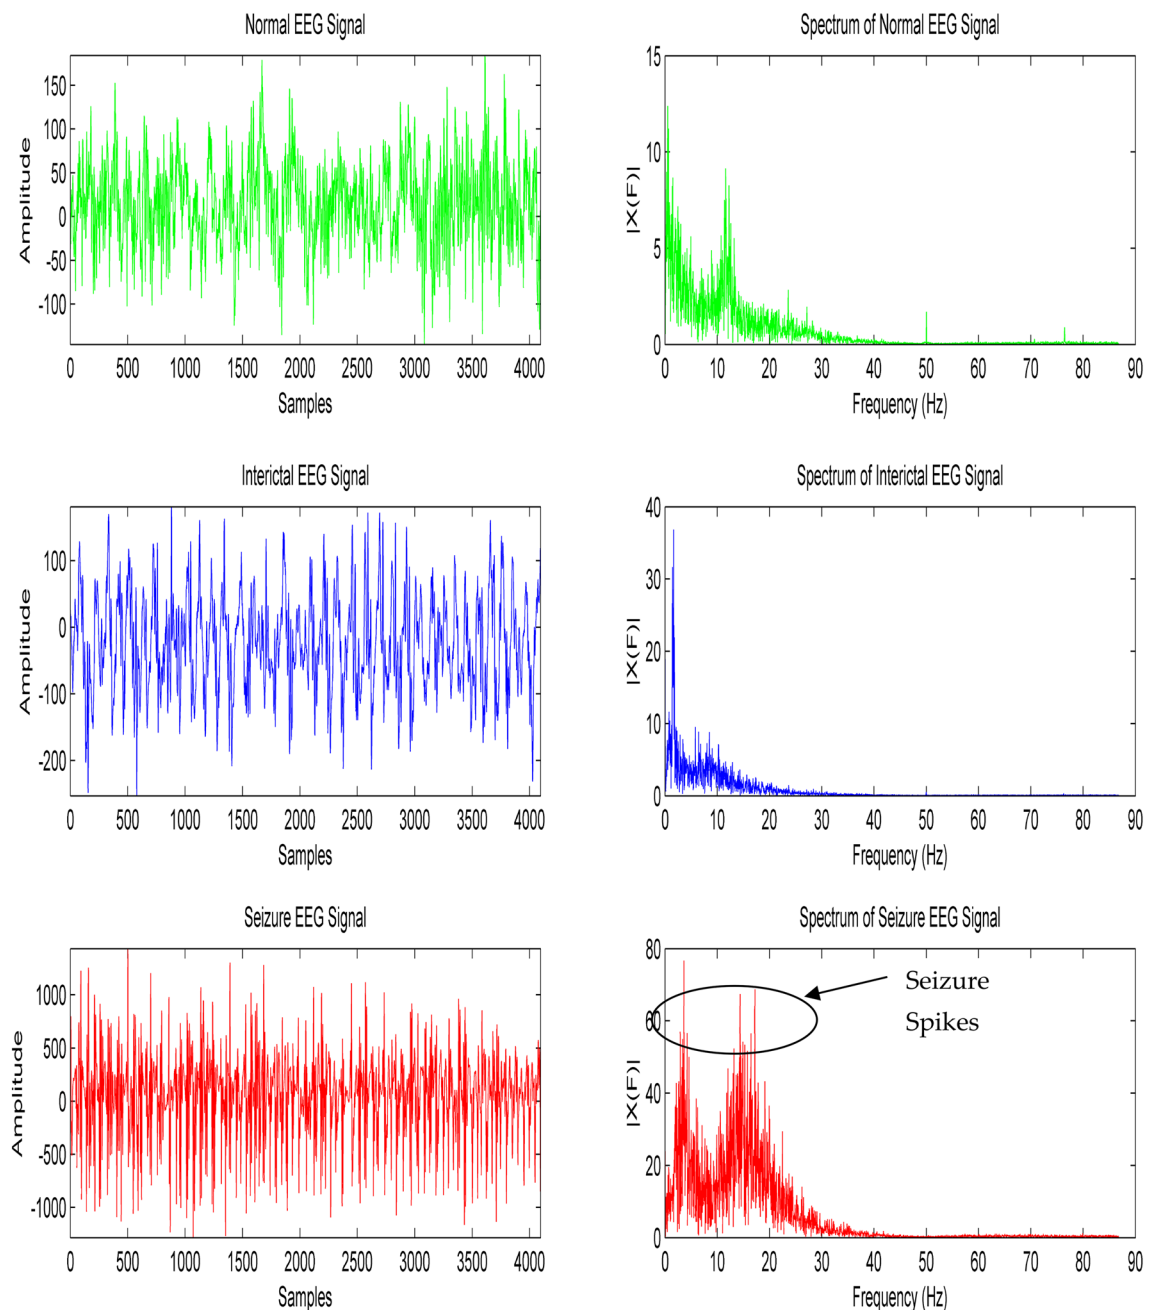 Normal EEG Signal
Amplitude
150
100
50
0
-50
-100
0 500 1000 1500 2000 2500 3000 3500 4000
Samples
Spectrum of Normal EEG Signal
|X(F)|
15
10
5
0
0 10 20 30 40 50 60 70 80 90
Frequency (Hz)
Interictal EEG Signal
Amplitude
100
0
-100
-200
0 500 1000 1500 2000 2500 3000 3500 4000
Samples
Spectrum of Interictal EEG Signal
|X(F)|
40
30
20
10
0
0 10 20 30 40 50 60 70 80 90
Frequency (Hz)
Seizure EEG Signal
Amplitude
1000
500
0
-500
-1000
0 500 1000 1500 2000 2500 3000 3500 4000
Samples
Spectrum of Seizure EEG Signal
|X(F)|
80
60
40
20
0
Seizure
Spikes
0 10 20 30 40 50 60 70 80 90
Frequency (Hz)